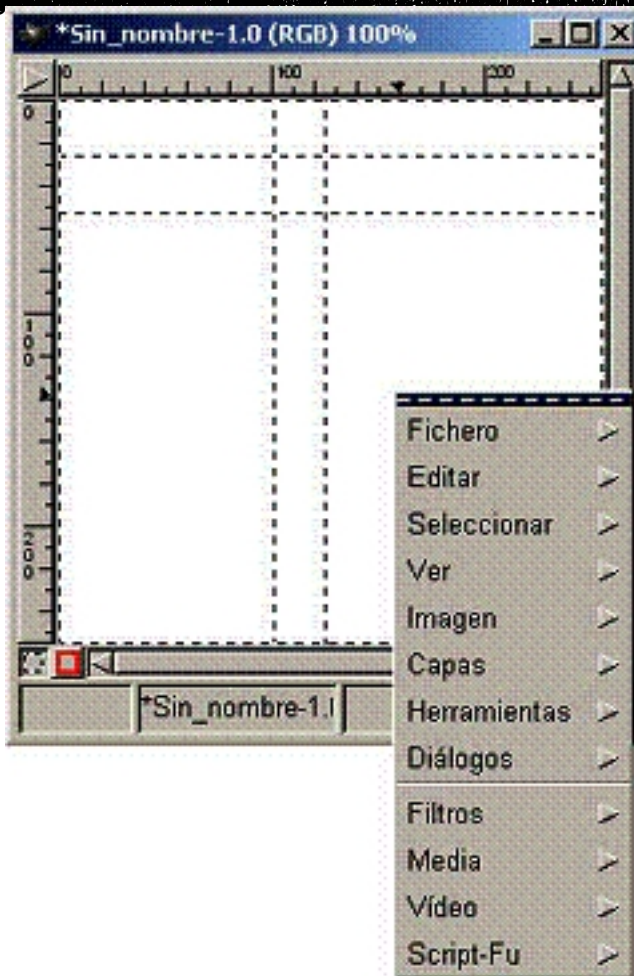 *Sin_nombre-1.0 (RGB) 100%
0 100 200
0
100
200
*Sin_nombre-1.
Fichero
Editar
Seleccionar
Ver
Imagen
Capas
Herramientas
Diálogos
Filtros
Media
Vídeo
Script-Fu